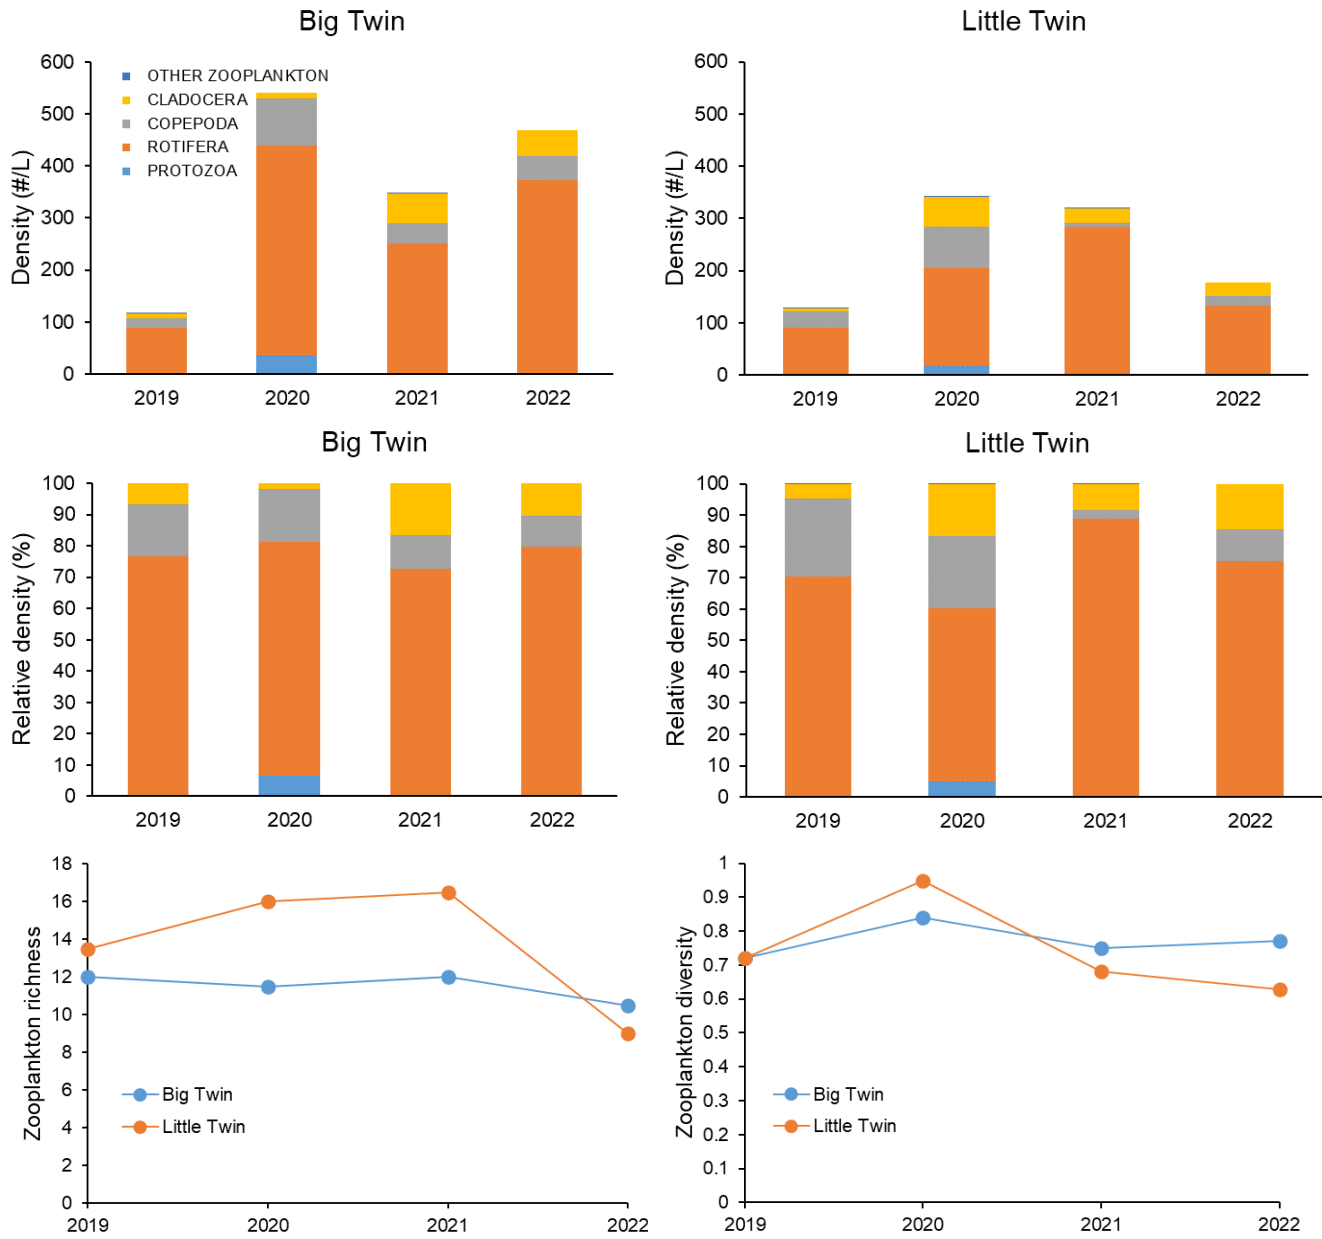 Big Twin
Little Twin
600
500
400
300
200
100
0
Density (#/L)
OTHER ZOOPLANKTON
CLADOCERA
COPEPODA
ROTIFERA
PROTOZOA
2019 2020 2021 2022
600
500
400
300
200
100
0
Density (#/L)
2019 2020 2021 2022
Big Twin
Little Twin
100
90
80
70
60
50
40
30
20
10
0
Relative density (%)
2019 2020 2021 2022
100
90
80
70
60
50
40
30
20
10
0
Relative density (%)
2019 2020 2021 2022
18
16
14
12
10
8
6
4
2
0
Zooplankton richness
Big Twin
Little Twin
2019 2020 2021 2022
1
0.9
0.8
0.7
0.6
0.5
0.4
0.3
0.2
0.1
0
Zooplankton diversity
Big Twin
Little Twin
2019 2020 2021 2022